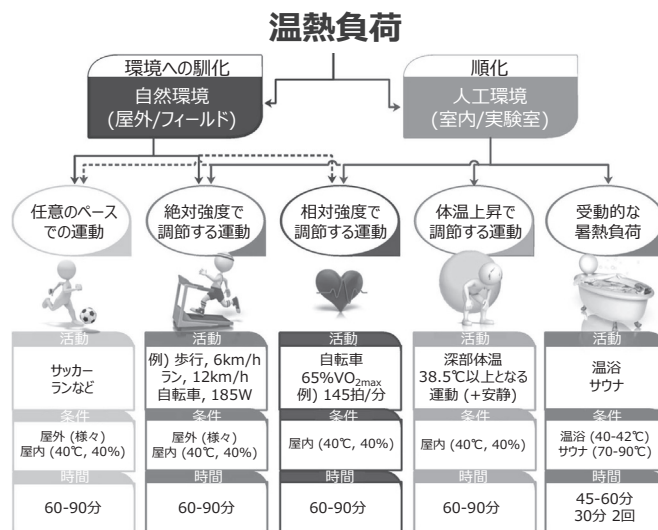 温熱負荷
環境への馴化
自然環境
(屋外/フィールド)
順化
人工環境
(室内/実験室)
任意のペース
での運動
絶対強度で
調節する運動
相対強度で
調節する運動
体温上昇で
調節する運動
受動的な
暑熱負荷
活動
サッカー
ランなど
条件
屋外 (様々)
屋内 (40℃, 40%)
時間
60-90分
活動
例) 歩行, 6km/h
ラン, 12km/h
自転車, 185W
条件
屋外 (様々)
屋内 (40℃, 40%)
時間
60-90分
活動
自転車
65%VO2max
例) 145拍/分
条件
屋内 (40℃, 40%)
時間
60-90分
活動
深部体温
38.5℃以上となる
運動 (+安静)
条件
屋内 (40℃, 40%)
時間
60-90分
活動
温浴
サウナ
条件
温浴 (40-42℃)
サウナ (70-90℃)
時間
45-60分
30分 2回